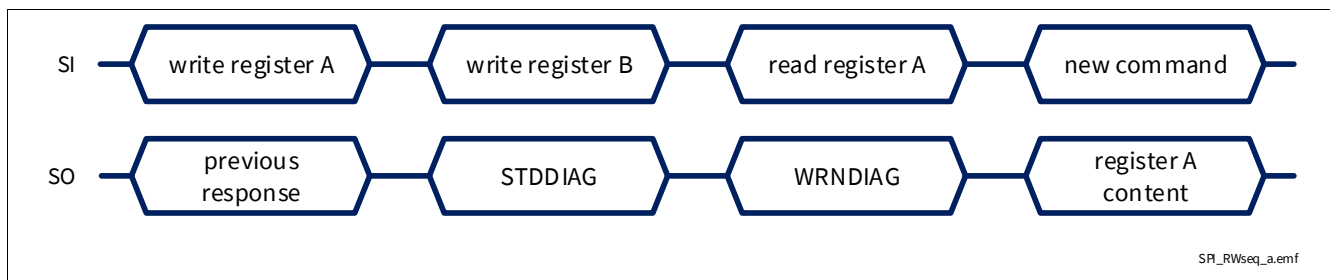 SI write register A write register B read register A new command
SO previous response STDDIAG WRNDIAG register A content
SPI_RWseq_a.emf